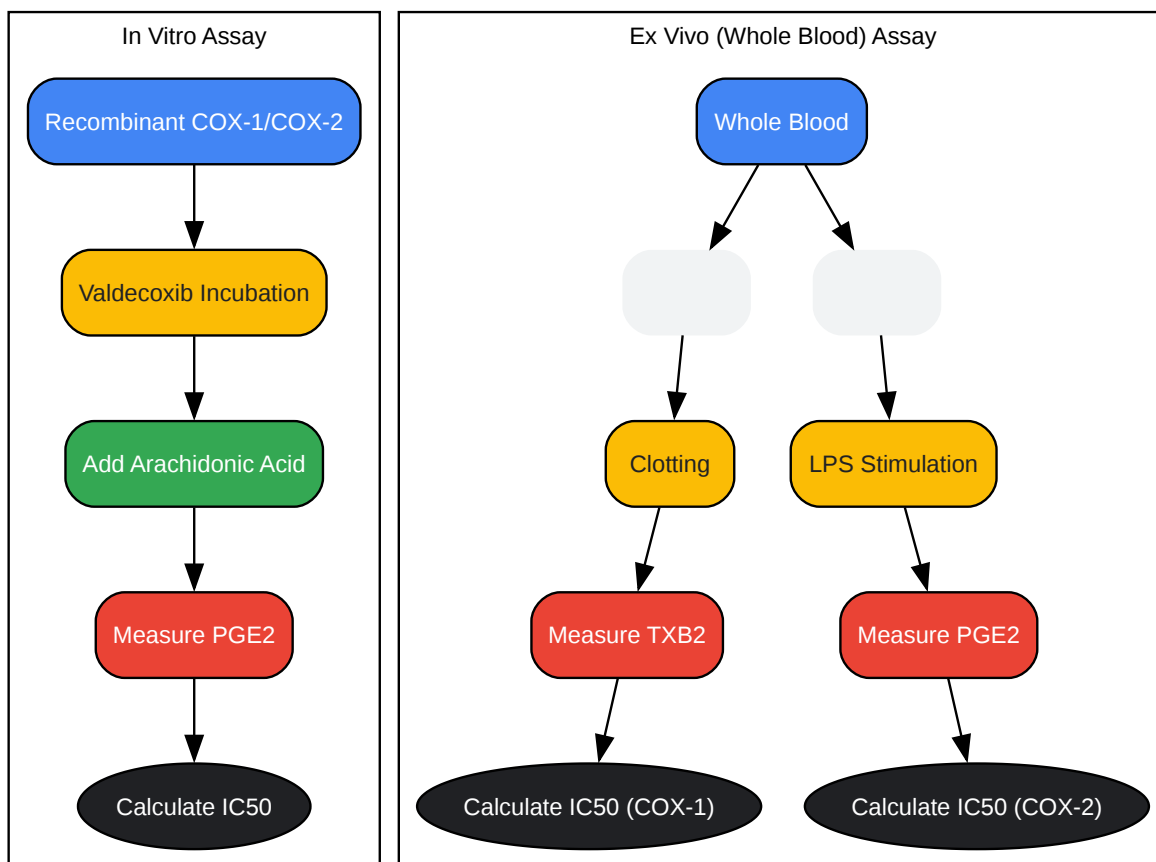 In Vitro Assay
Recombinant COX-1/COX-2
Valdecoxib Incubation
Add Arachidonic Acid
Measure PGE2
Calculate IC50
Ex Vivo (Whole Blood) Assay
Whole Blood
Clotting
LPS Stimulation
Measure TXB2
Measure PGE2
Calculate IC50 (COX-1)
Calculate IC50 (COX-2)